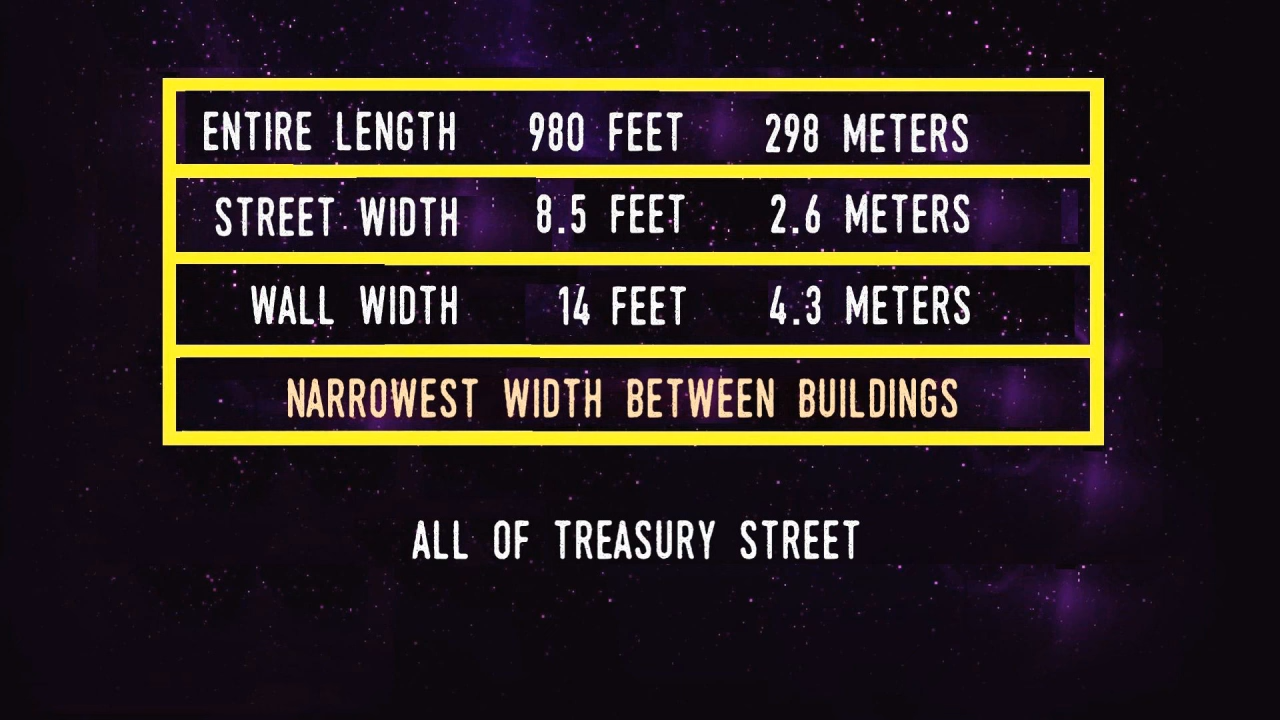 ENTIRE LENGTH 980 FEET 298 METERS
STREET WIDTH 8.5 FEET 2.6 METERS
WALL WIDTH 14 FEET 4.3 METERS
NARROWEST WIDTH BETWEEN BUILDINGS
ALL OF TREASURY STREET